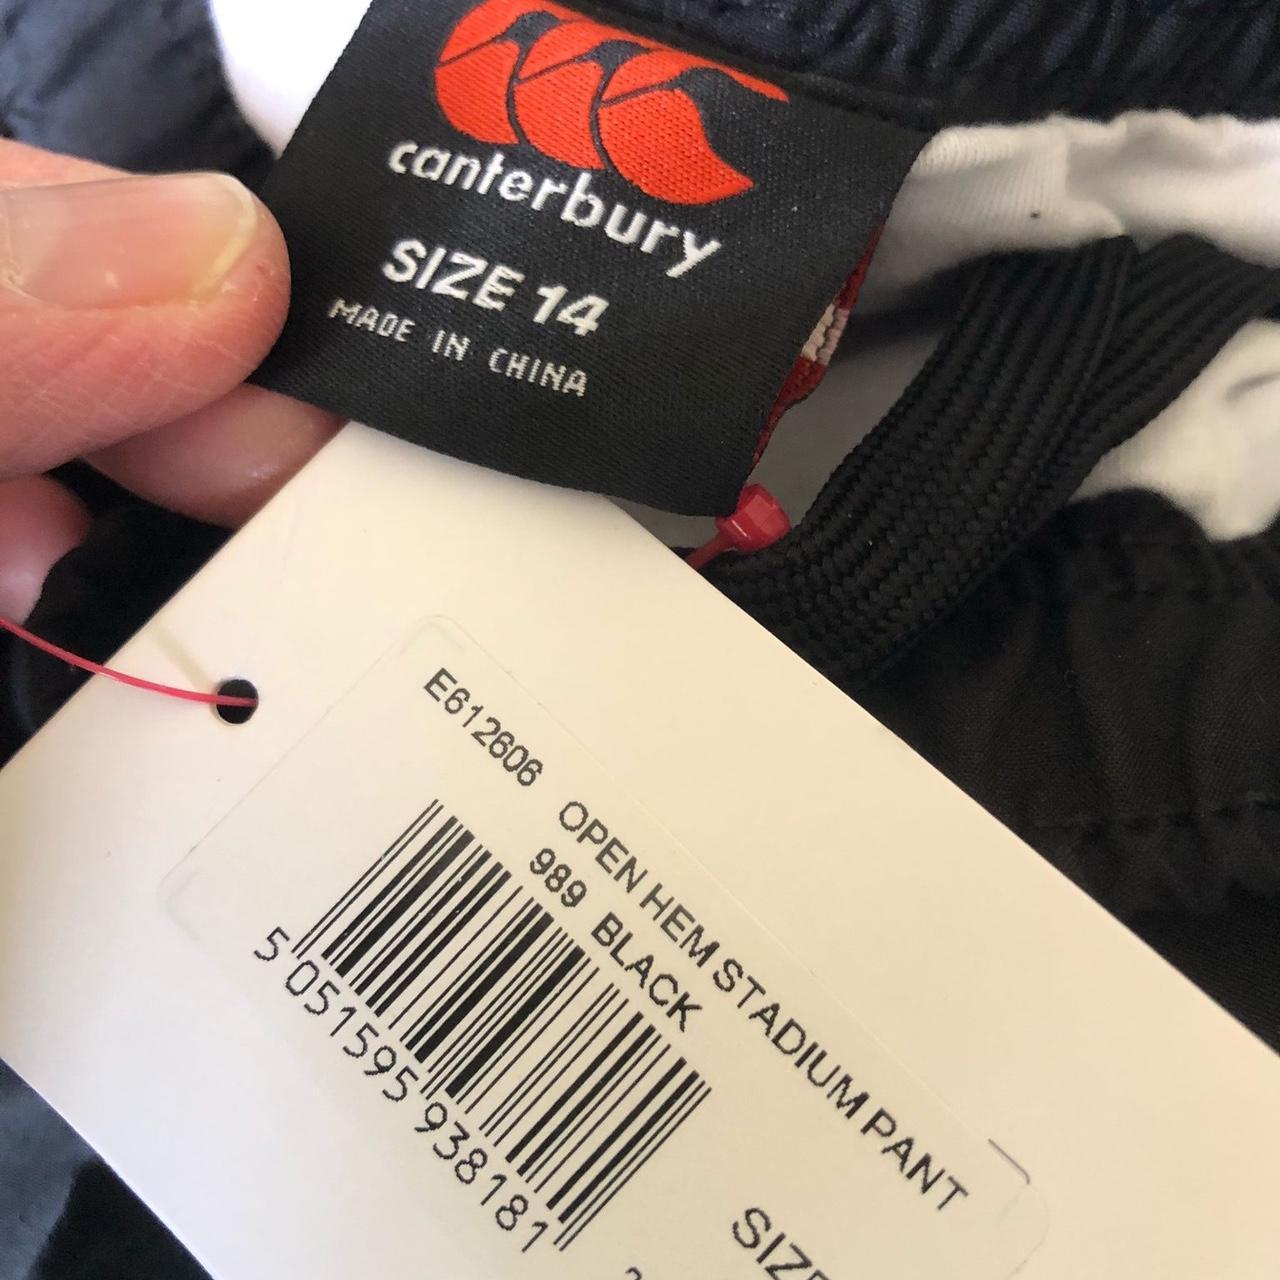 canterbury
SIZE 14
MADE IN CHINA
E612606 OPEN HEM STADIUM PANT
989 BLACK
5 051595 938181